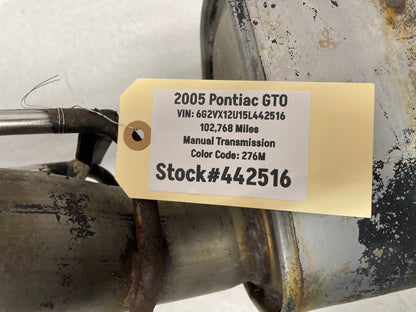 2005 Pontiac GTO
VIN: 6G2VX12U15L442516
102,768 Miles
Manual Transmission
Color Code: 276M
Stock#442516